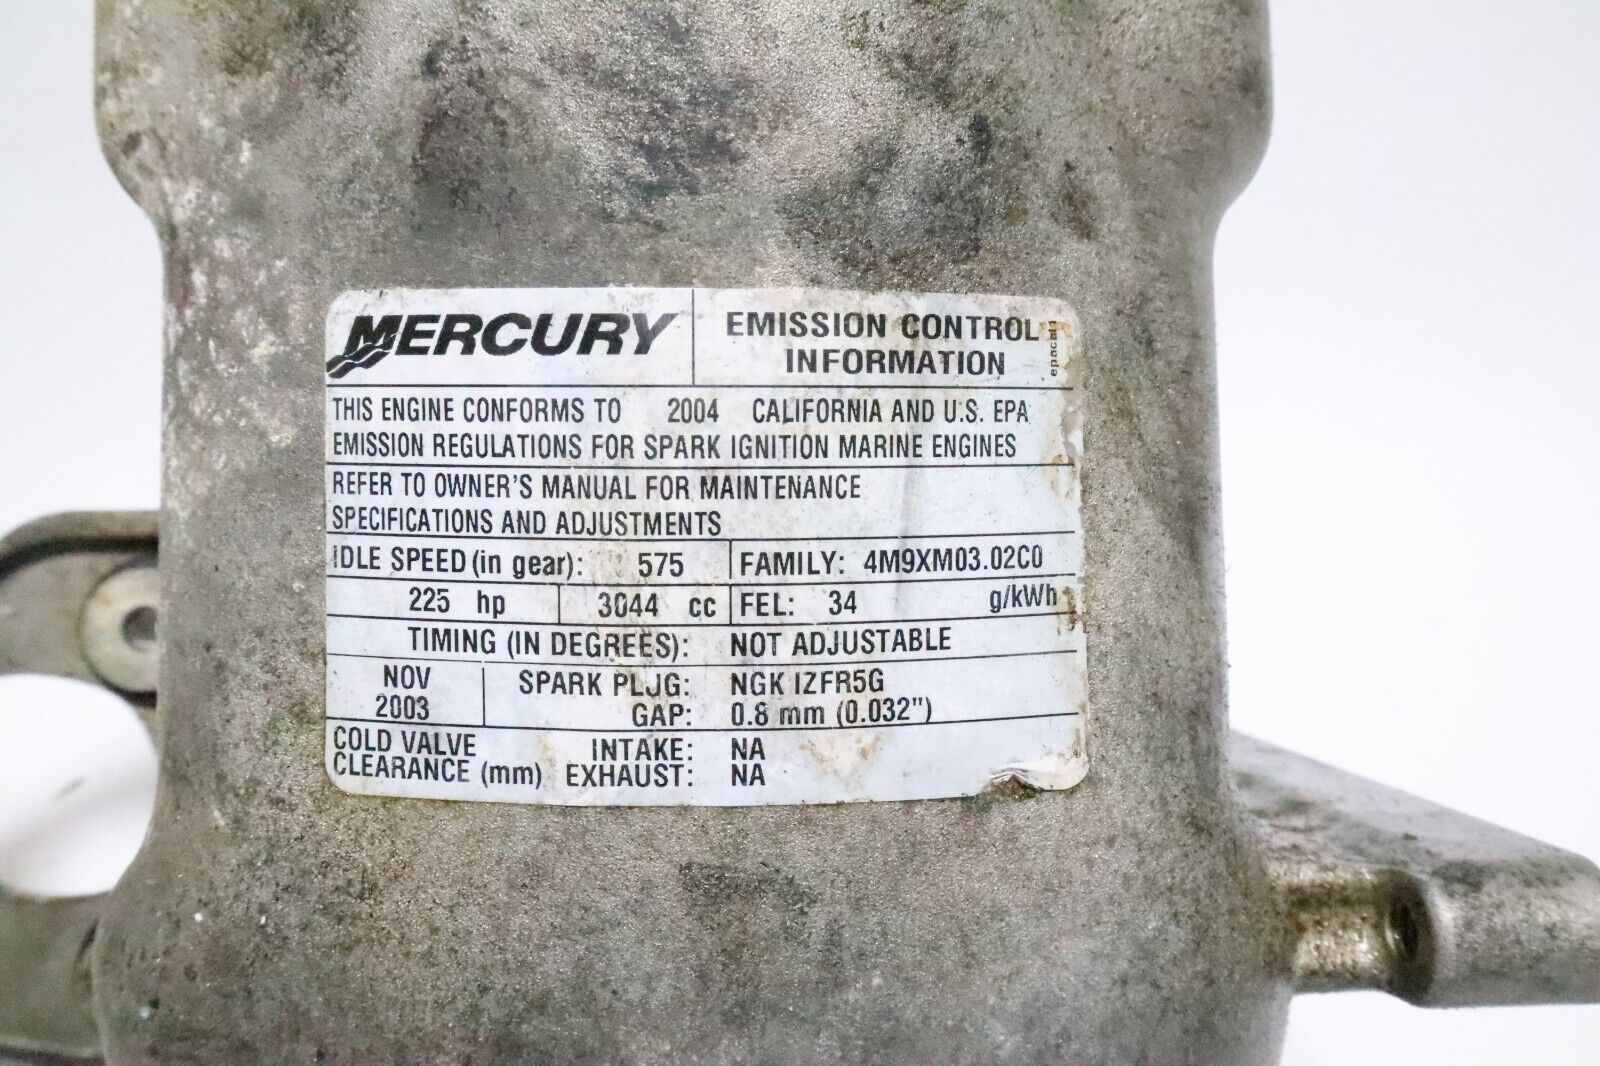 MERCURY
EMISSION CONTROL
INFORMATION
epacal1
THIS ENGINE CONFORMS TO 2004 CALIFORNIA AND U.S. EPA
EMISSION REGULATIONS FOR SPARK IGNITION MARINE ENGINES
REFER TO OWNER'S MANUAL FOR MAINTENANCE
SPECIFICATIONS AND ADJUSTMENTS
IDLE SPEED (in gear): 575 FAMILY: 4M9XM03.02C0
225 hp 3044 cc FEL: 34 g/kWh
TIMING (IN DEGREES): NOT ADJUSTABLE
NOV 2003
SPARK PLUG: NGK IZFR5G
GAP: 0.8 mm (0.032")
COLD VALVE INTAKE: NA
CLEARANCE (mm) EXHAUST: NA